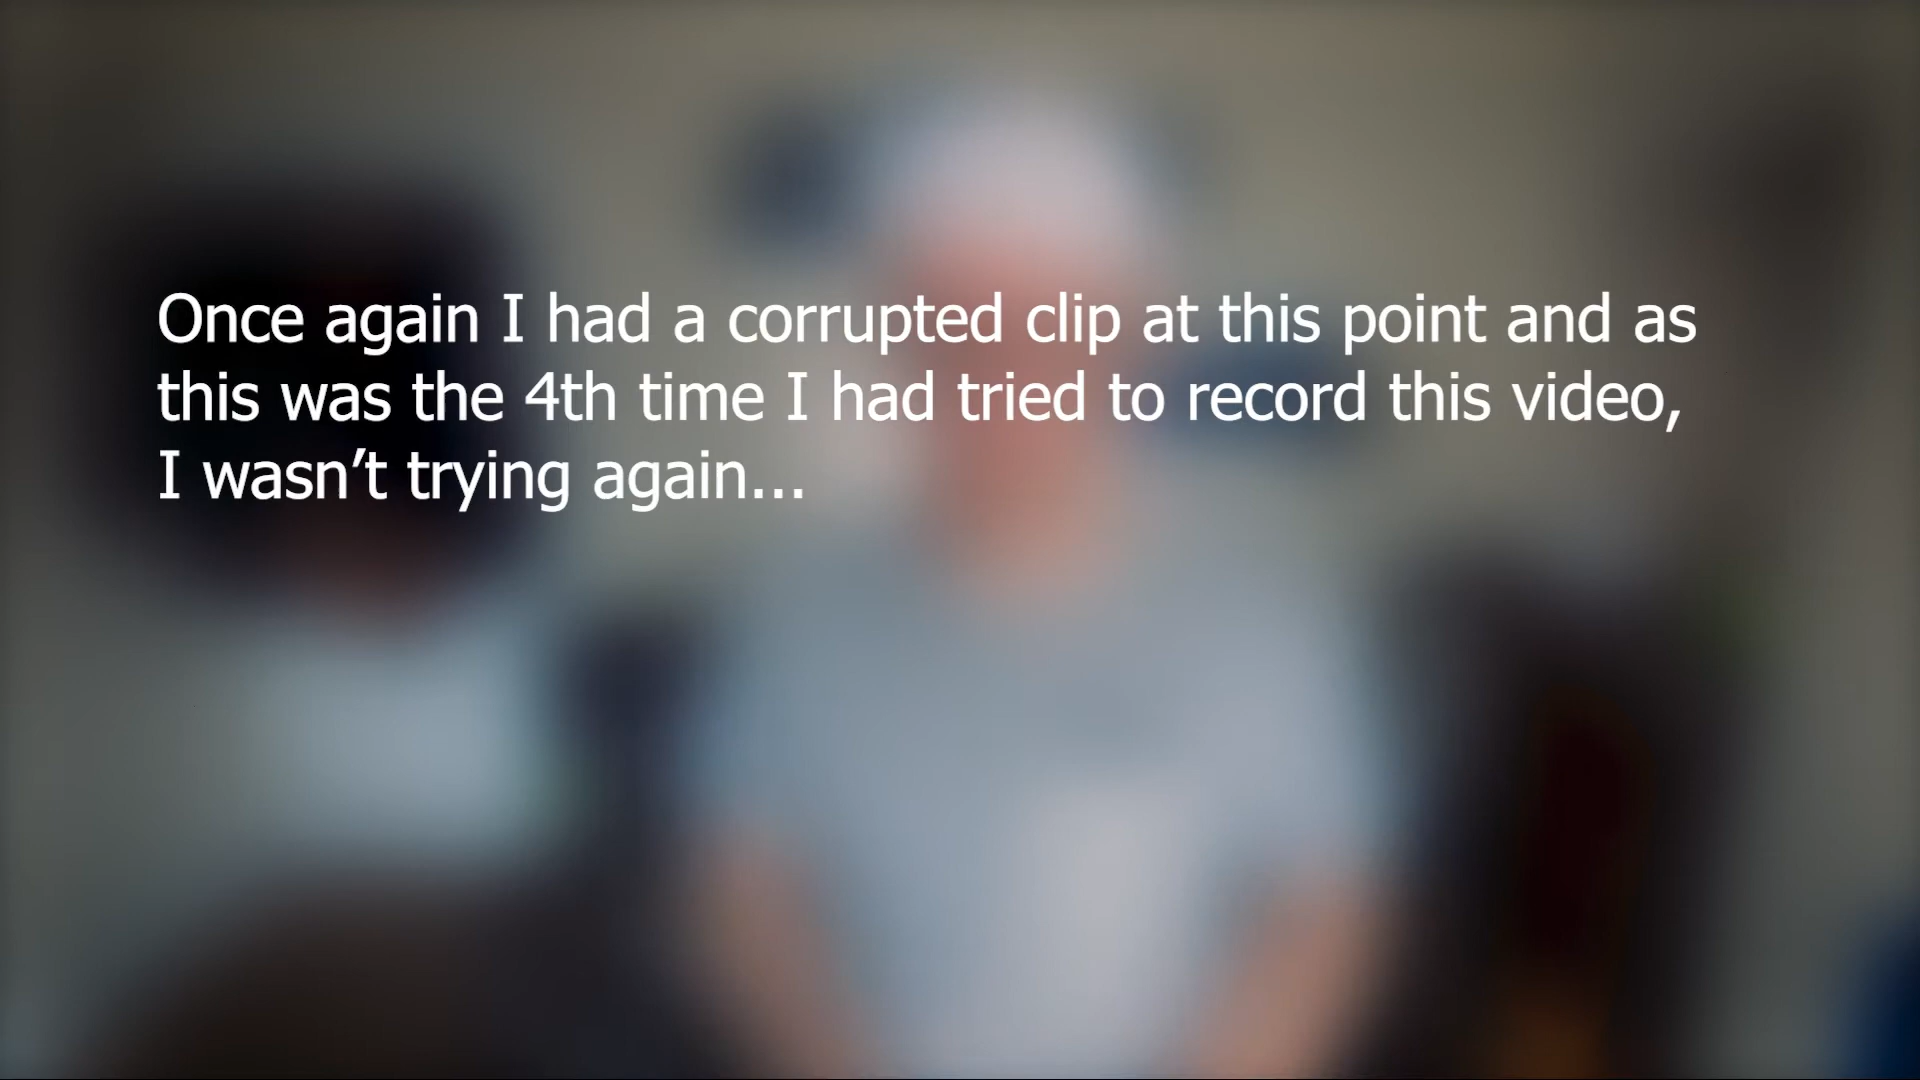 Once again I had a corrupted clip at this point and as
this was the 4th time I had tried to record this video,
I wasn’t trying again...